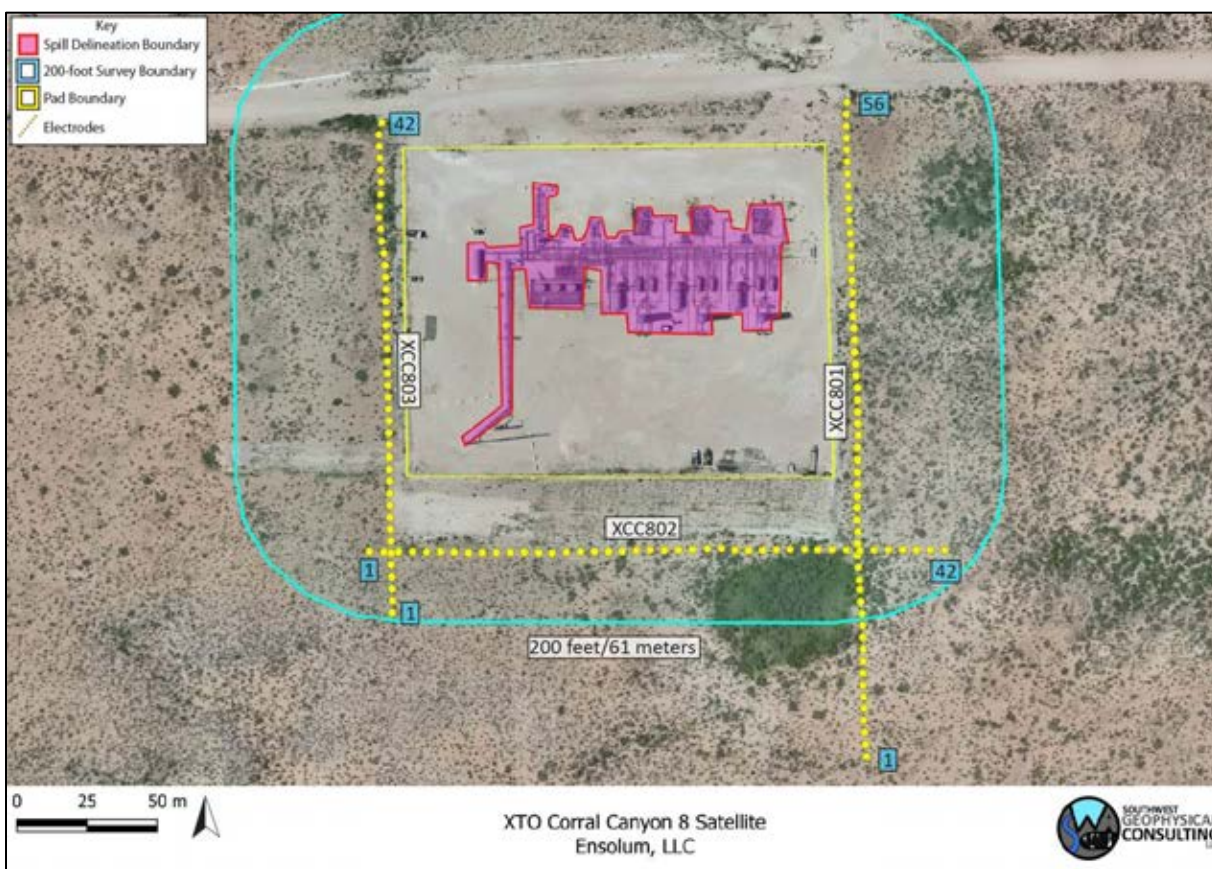 Key
Spill Delineation Boundary
200-foot Survey Boundary
Pad Boundary
Electrodes
42
56
XCC803
XCC801
XCC802
1
42
1
200 feet/61 meters
1
0 25 50 m
XTO Corral Canyon 8 Satellite
Ensolum, LLC
SOUTHWEST
GEOPHYSICAL
CONSULTING